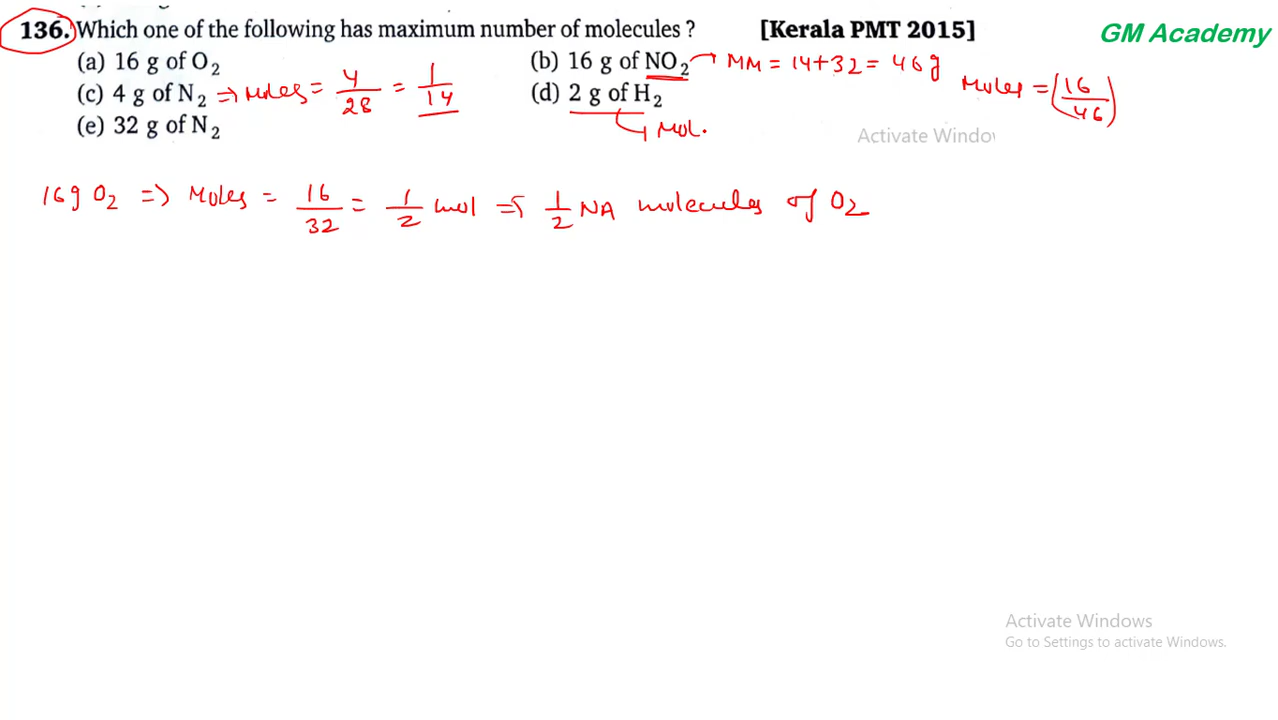 136. Which one of the following has maximum number of molecules ? [Kerala PMT 2015]
GM Academy
(a) 16 g of O2
(b) 16 g of NO2 → MM = 14+32 = 46g
Moles = (16/46)
(c) 4 g of N2 ⇒ Moles = 4/28 = 1/14
(d) 2 g of H2
↳ Mol.
(e) 32 g of N2
Activate Windo
16g O2 ⇒ Moles = 16/32 = 1/2 mol ⇒ 1/2 NA molecules of O2
Activate Windows
Go to Settings to activate Windows.